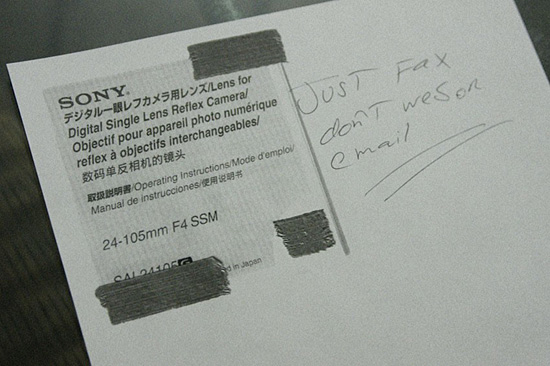 SONY
デジタル一眼レフカメラ用レンズ/Lens for
Digital Single Lens Reflex Camera/
Objectif pour appareil photo numérique
reflex à objectifs interchangeables/
数码单反相机的镜头
取扱説明書/Operating Instructions/Mode d'emploi/
Manual de instrucciones/使用说明书
24-105mm F4 SSM
SAL24105G
in Japan
JUST FAX
don't
email